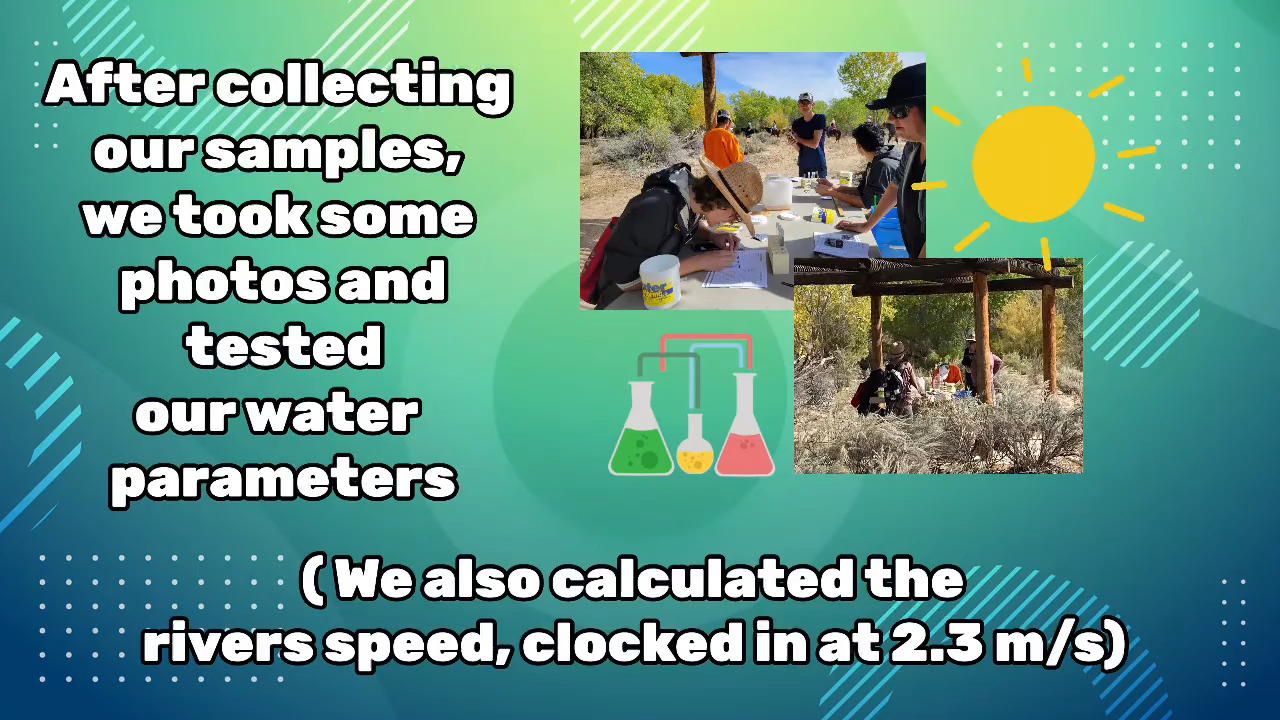 After collecting
our samples,
we took some
photos and
tested
our water
parameters
( We also calculated the
rivers speed, clocked in at 2.3 m/s)